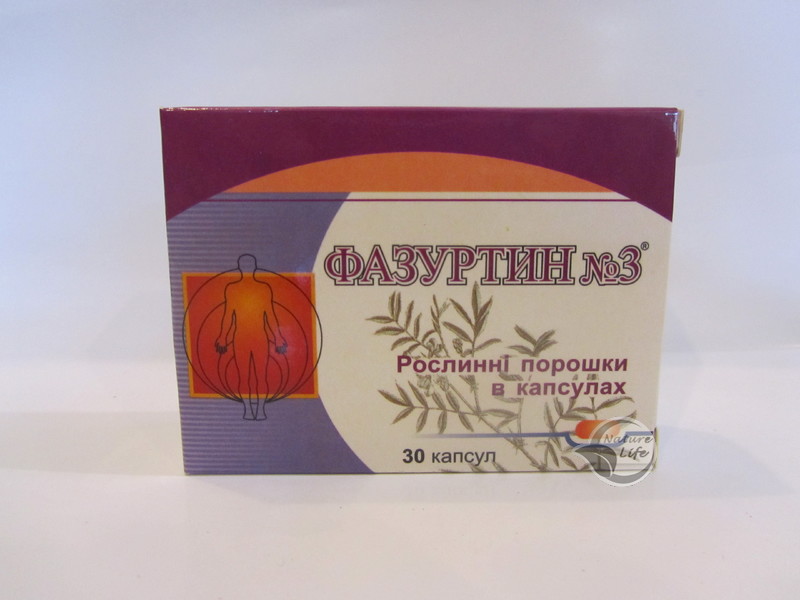 ФАЗУРТИН №3®
Рослинні порошки
в капсулах
30 капсул
Nature
Life